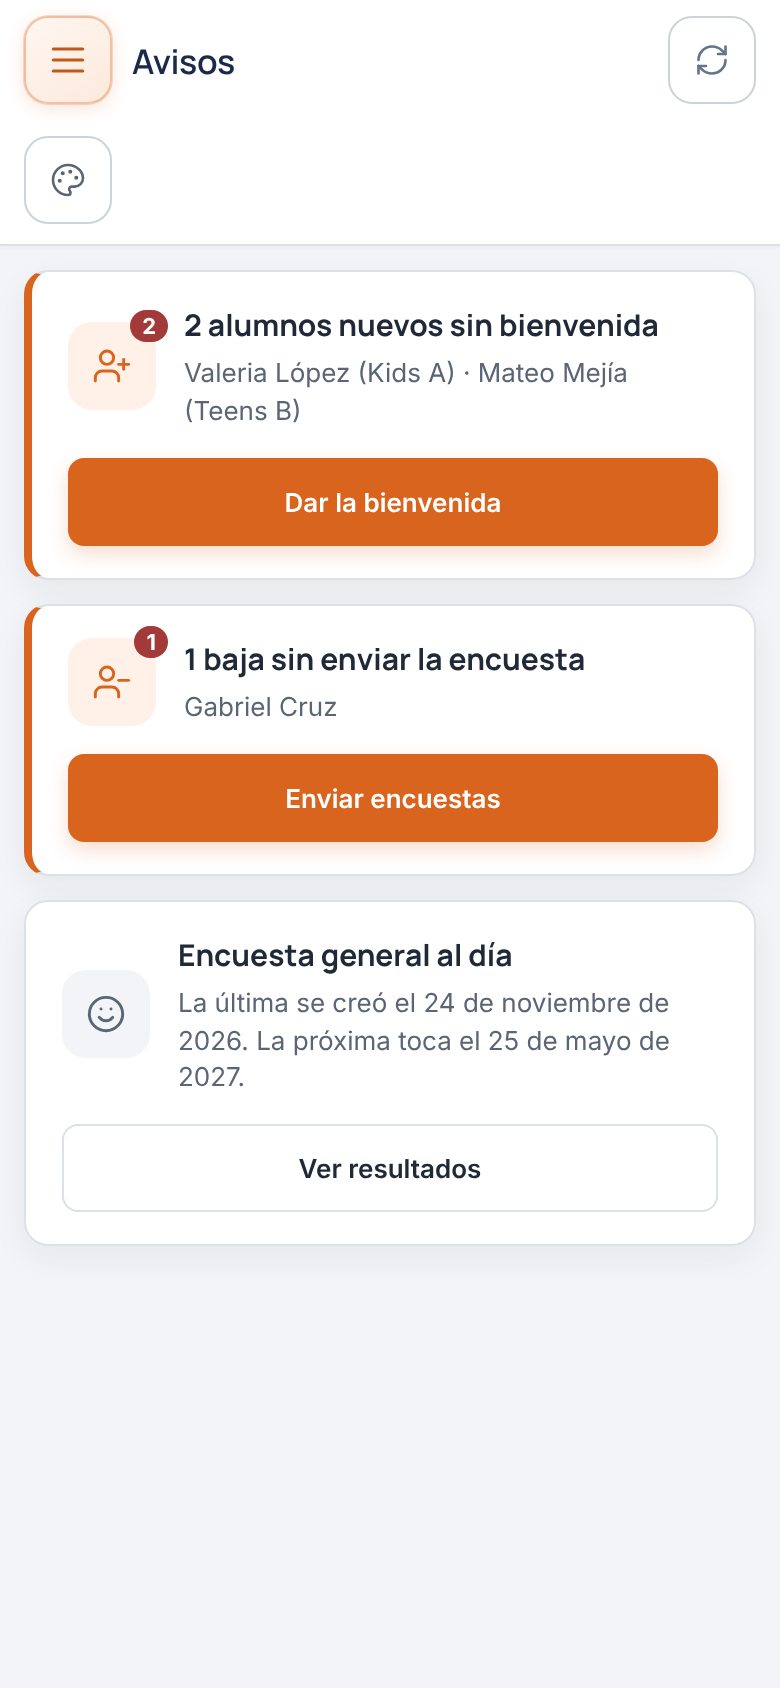 Avisos
2
2 alumnos nuevos sin bienvenida
Valeria López (Kids A) · Mateo Mejía
(Teens B)
Dar la bienvenida
1
1 baja sin enviar la encuesta
Gabriel Cruz
Enviar encuestas
Encuesta general al día
La última se creó el 24 de noviembre de
2026. La próxima toca el 25 de mayo de
2027.
Ver resultados